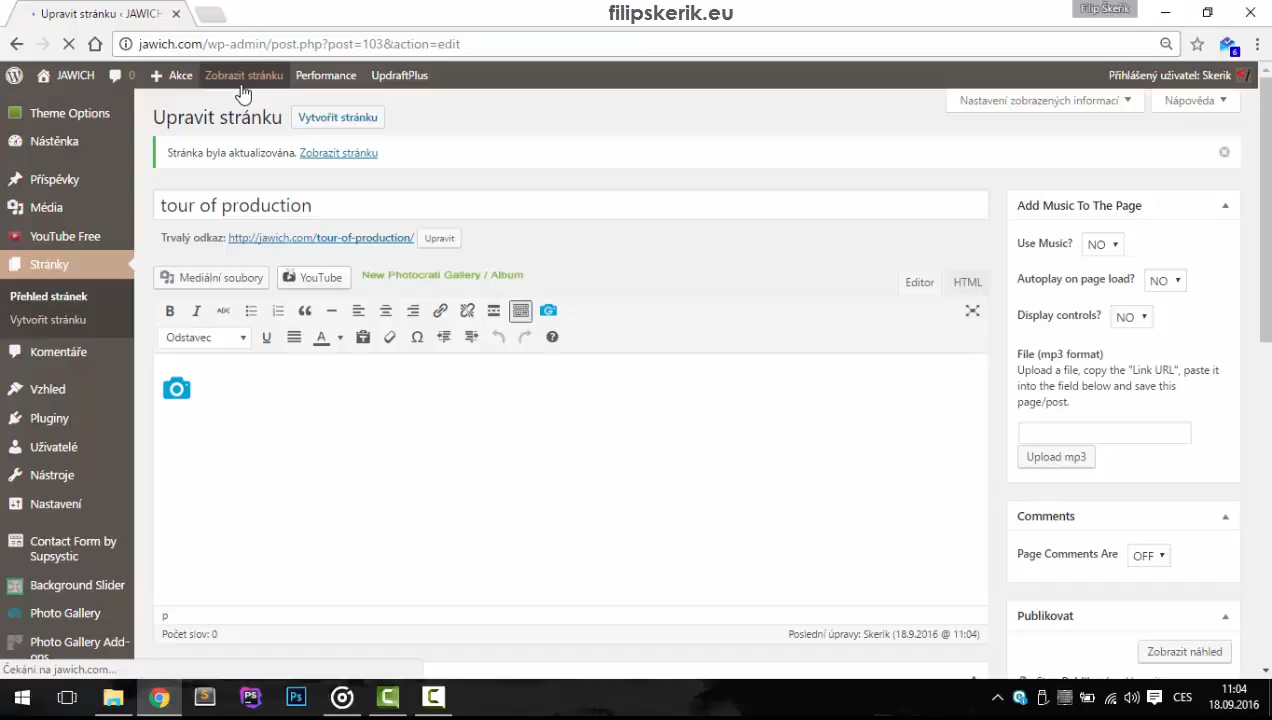 filipskerik.eu
Filip Škeřík
Upravit stránku ‹ JAWICH
jawich.com/wp-admin/post.php?post=103&action=edit
6
JAWICH
0
Akce
Zobrazit stránku
Performance
UpdraftPlus
Přihlášený uživatel: Skerik
Nastavení zobrazených informací
Nápověda
Theme Options
Nástěnka
Příspěvky
Média
YouTube Free
Stránky
Přehled stránek
Vytvořit stránku
Komentáře
Vzhled
Pluginy
Uživatelé
Nástroje
Nastavení
Contact Form by
Supsystic
Background Slider
Photo Gallery
Photo Gallery Add-
ons
Čekání na jawich.com...
Upravit stránku
Vytvořit stránku
Stránka byla aktualizována. Zobrazit stránku
tour of production
Trvalý odkaz: http://jawich.com/tour-of-production/ Upravit
Mediální soubory
YouTube
New Photocrati Gallery / Album
Editor
HTML
B I ABC
Odstavec
U A Ω
p
Počet slov: 0
Poslední úpravy: Skerik (18.9.2016 @ 11:04)
Add Music To The Page
Use Music? NO
Autoplay on page load? NO
Display controls? NO
File (mp3 format)
Upload a file, copy the "Link URL", paste it
into the field below and save this
page/post.
Upload mp3
Comments
Page Comments Are OFF
Publikovat
Zobrazit náhled
CES
11:04
18.09.2016